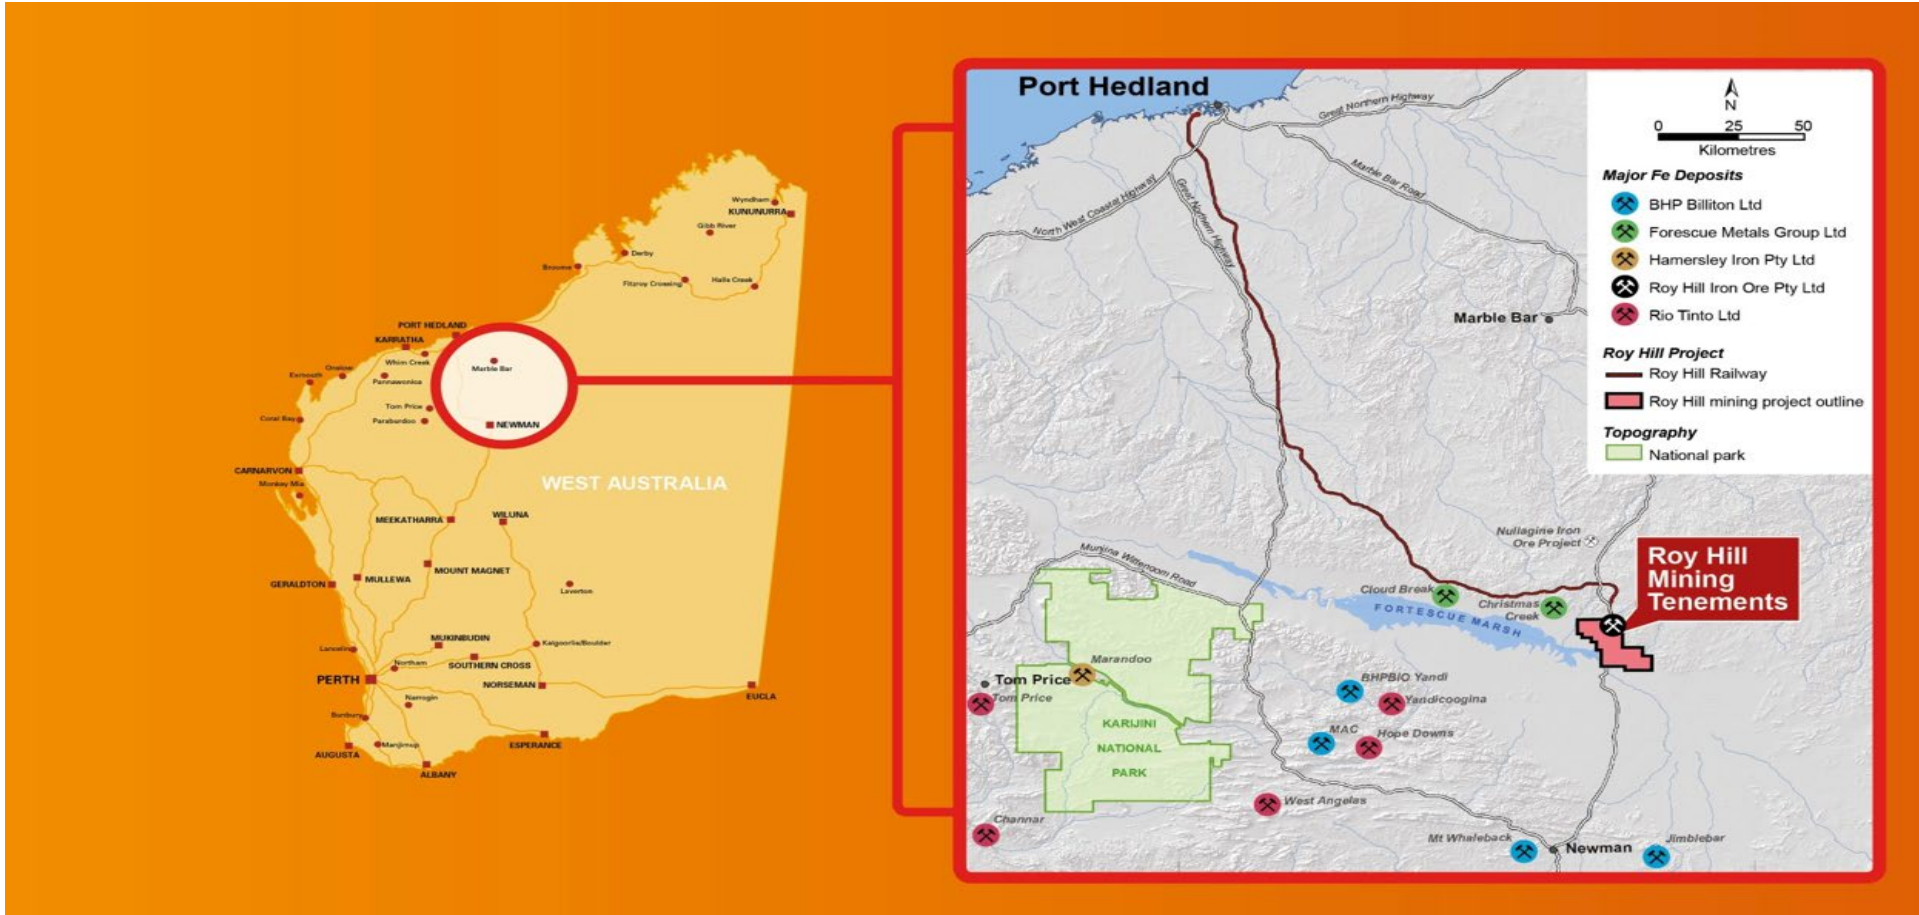 Wyndham
KUNUNURRA
Gibb River
Derby
Broome
Fitzroy Crossing
Halls Creek
PORT HEDLAND
KARRATHA
Whim Creek
Marble Bar
Onslow
Exmouth
Pannawonica
Tom Price
Paraburdoo
Coral Bay
NEWMAN
CARNARVON
Monkey Mia
WEST AUSTRALIA
MEEKATHARRA
WILUNA
MOUNT MAGNET
MULLEWA
GERALDTON
Leverton
MUKINBUDIN
Kalgoorlie/Boulder
Lancelin
Northam
SOUTHERN CROSS
PERTH
NORSEMAN
EUCLA
Narrogin
Bunbury
ESPERANCE
Manjimup
AUGUSTA
ALBANY
Port Hedland
Great Northern Highway
North West Coastal Highway
Great Northern Highway
Marble Bar Road
Marble Bar
Nullagine Iron
Ore Project
Munjina Wittenoom Road
Roy Hill
Mining
Tenements
Cloud Break
Christmas
Creek
FORTESCUE MARSH
Marandoo
Tom Price
Tom Price
KARIJINI
NATIONAL
PARK
BHPBIO Yandi
Yandicoogina
MAC
Hope Downs
West Angelas
Channar
Mt Whaleback
Newman
Jimblebar
N
0 25 50
Kilometres
Major Fe Deposits
BHP Billiton Ltd
Forescue Metals Group Ltd
Hamersley Iron Pty Ltd
Roy Hill Iron Ore Pty Ltd
Rio Tinto Ltd
Roy Hill Project
Roy Hill Railway
Roy Hill mining project outline
Topography
National park